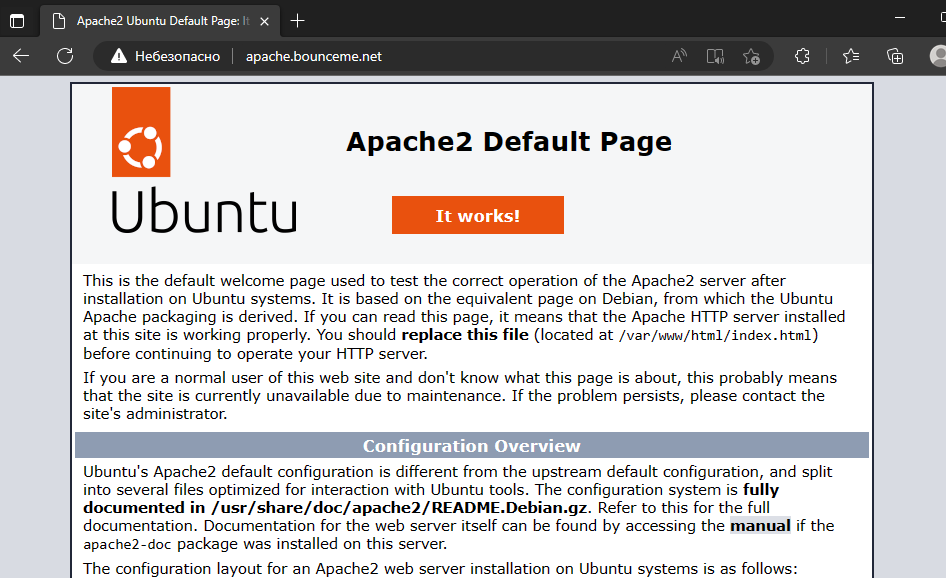 Apache2 Ubuntu Default Page: It
Небезопасно
apache.bounceme.net
Ubuntu
Apache2 Default Page
It works!
This is the default welcome page used to test the correct operation of the Apache2 server after
installation on Ubuntu systems. It is based on the equivalent page on Debian, from which the Ubuntu
Apache packaging is derived. If you can read this page, it means that the Apache HTTP server installed
at this site is working properly. You should replace this file (located at /var/www/html/index.html)
before continuing to operate your HTTP server.
If you are a normal user of this web site and don't know what this page is about, this probably means
that the site is currently unavailable due to maintenance. If the problem persists, please contact the
site's administrator.
Configuration Overview
Ubuntu's Apache2 default configuration is different from the upstream default configuration, and split
into several files optimized for interaction with Ubuntu tools. The configuration system is fully
documented in /usr/share/doc/apache2/README.Debian.gz. Refer to this for the full
documentation. Documentation for the web server itself can be found by accessing the manual if the
apache2-doc package was installed on this server.
The configuration layout for an Apache2 web server installation on Ubuntu systems is as follows: